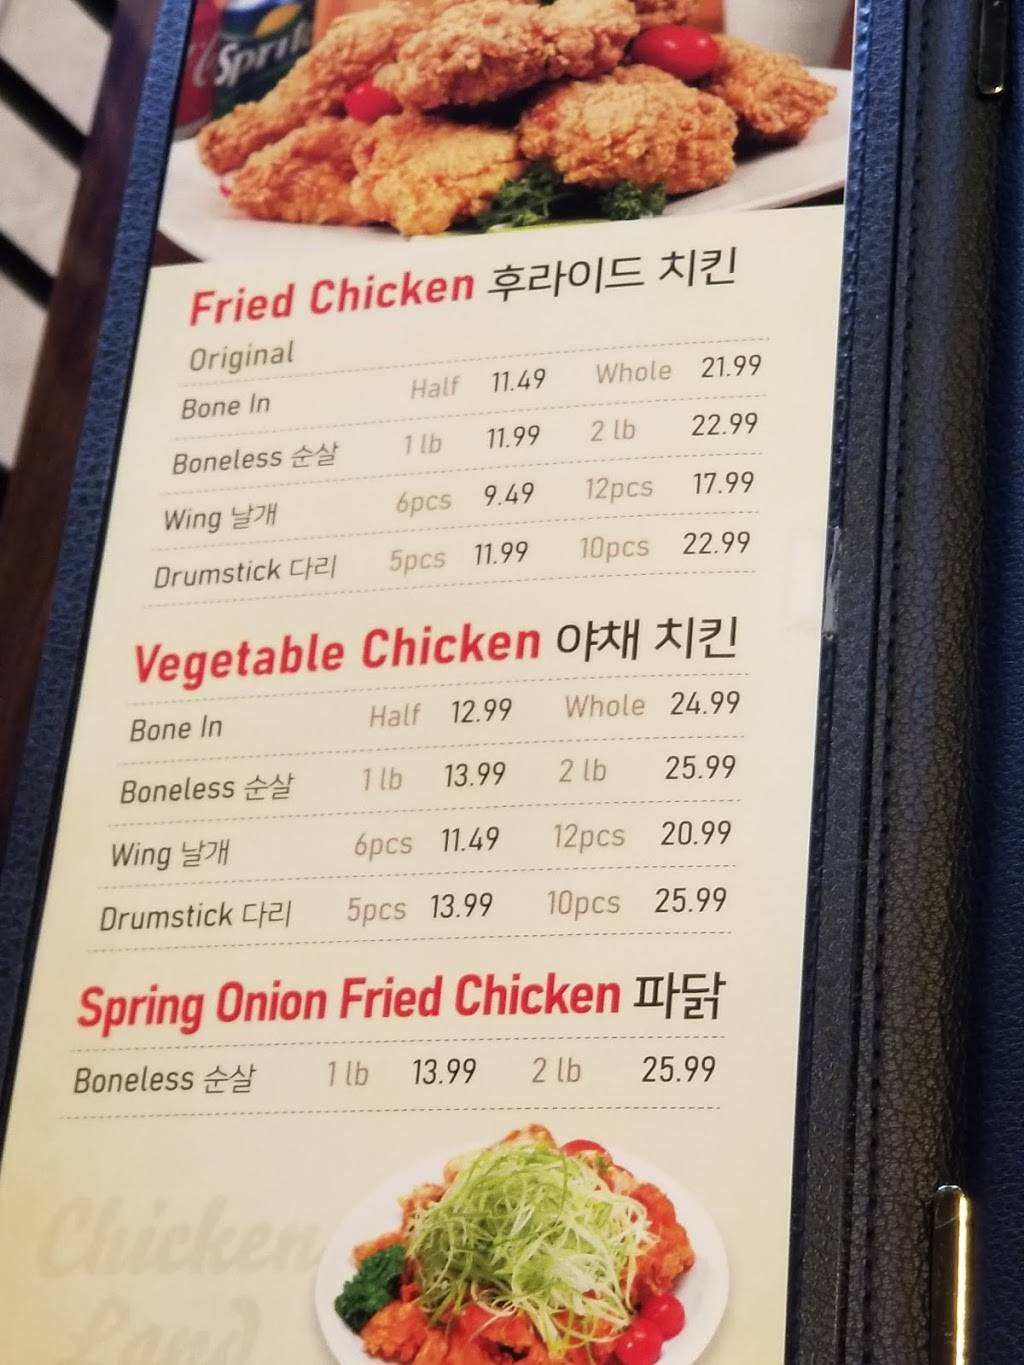 Sprite
Fried Chicken 후라이드 치킨
Original
Bone In Half 11.49 Whole 21.99
Boneless 순살 1 lb 11.99 2 lb 22.99
Wing 날개 6pcs 9.49 12pcs 17.99
Drumstick 다리 5pcs 11.99 10pcs 22.99
Vegetable Chicken 야채 치킨
Bone In Half 12.99 Whole 24.99
Boneless 순살 1 lb 13.99 2 lb 25.99
Wing 날개 6pcs 11.49 12pcs 20.99
Drumstick 다리 5pcs 13.99 10pcs 25.99
Spring Onion Fried Chicken 파닭
Boneless 순살 1 lb 13.99 2 lb 25.99
Chicken
Land